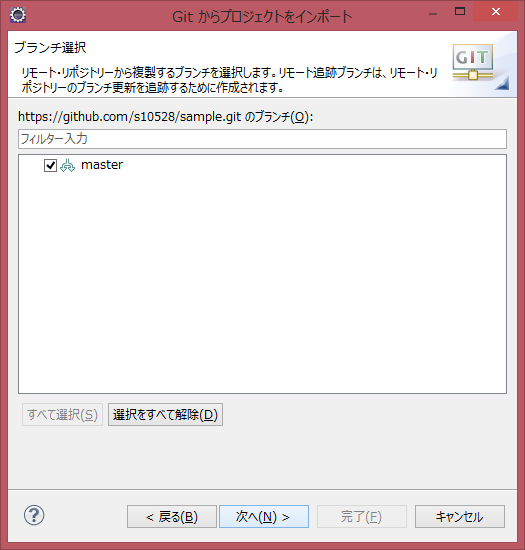 Git からプロジェクトをインポート
ブランチ選択
リモート・リポジトリーから複製するブランチを選択します。リモート追跡ブランチは、リモート・リ
ポジトリーのブランチ更新を追跡するために作成されます。
GIT
https://github.com/s10528/sample.git のブランチ(O):
フィルター入力
master
すべて選択(S) 選択をすべて解除(D)
< 戻る(B) 次へ(N) > 完了(F) キャンセル